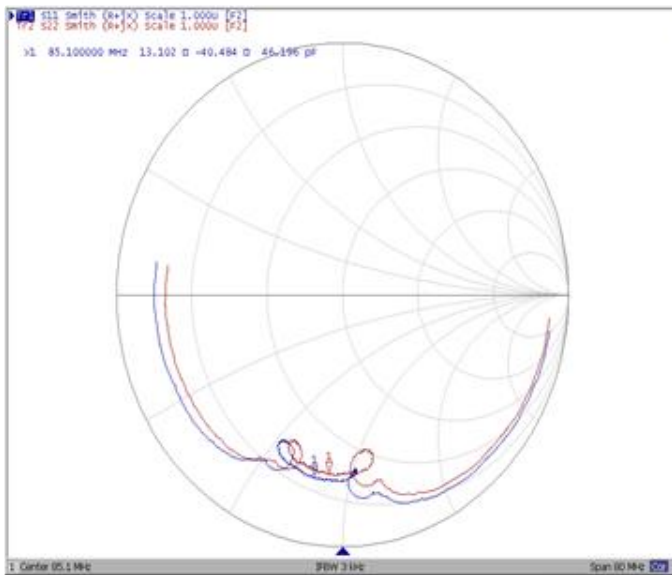 Tr1 S11 Smith (R+jX) Scale 1.000U [F2]
Tr2 S22 Smith (R+jX) Scale 1.000U [F2]
>1 85.100000 MHz 13.102 Ω -40.484 Ω 46.196 pF
1 Center 85.1 MHz IFBW 3 kHz Span 80 MHz